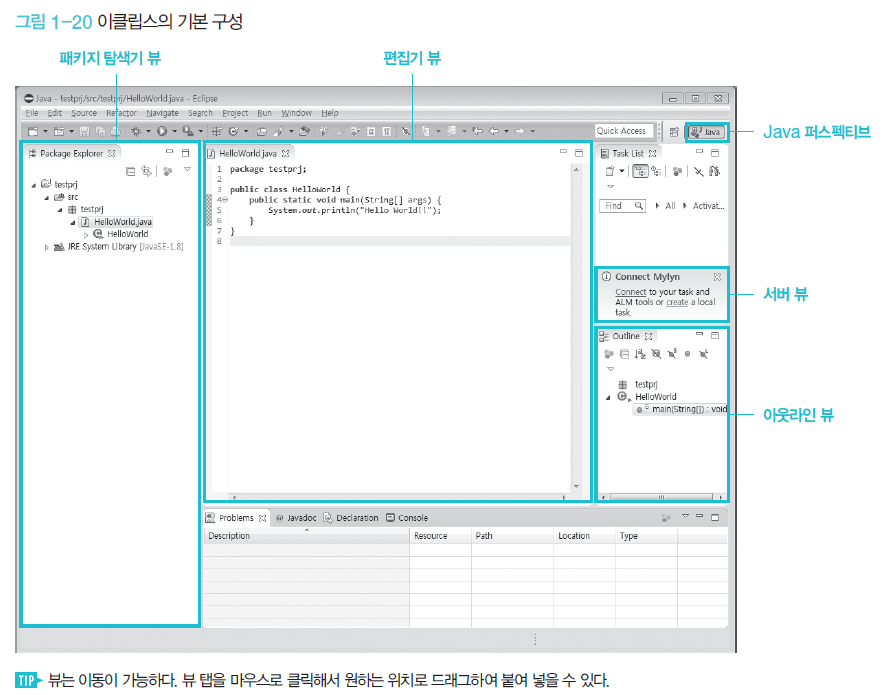 그림 1-20 이클립스의 기본 구성
패키지 탐색기 뷰
편집기 뷰
Java - testprj/src/testprj/HelloWorld.java - Eclipse
File Edit Source Refactor Navigate Search Project Run Window Help
Quick Access
Java
Java 퍼스펙티브
Package Explorer
testprj
src
testprj
HelloWorld.java
HelloWorld
JRE System Library [JavaSE-1.8]
HelloWorld.java
1 package testprj;
2
3 public class HelloWorld {
4 public static void main(String[] args) {
5 System.out.println("Hello World!!");
6 }
7 }
8
Task List
Find
All
Activat...
Connect Mylyn
Connect to your task and
ALM tools or create a local
task.
서버 뷰
Outline
testprj
HelloWorld
main(String[]) : void
아웃라인 뷰
Problems @ Javadoc Declaration Console
Description Resource Path Location Type
TIP 뷰는 이동이 가능하다. 뷰 탭을 마우스로 클릭해서 원하는 위치로 드래그하여 붙여 넣을 수 있다.